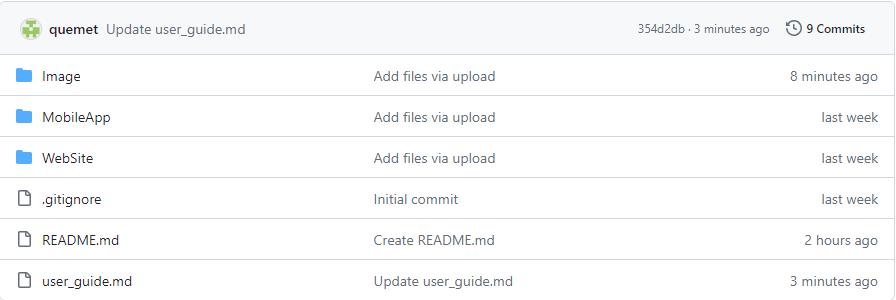 quemet Update user_guide.md 354d2db · 3 minutes ago 9 Commits
Image Add files via upload 8 minutes ago
MobileApp Add files via upload last week
WebSite Add files via upload last week
.gitignore Initial commit last week
README.md Create README.md 2 hours ago
user_guide.md Update user_guide.md 3 minutes ago